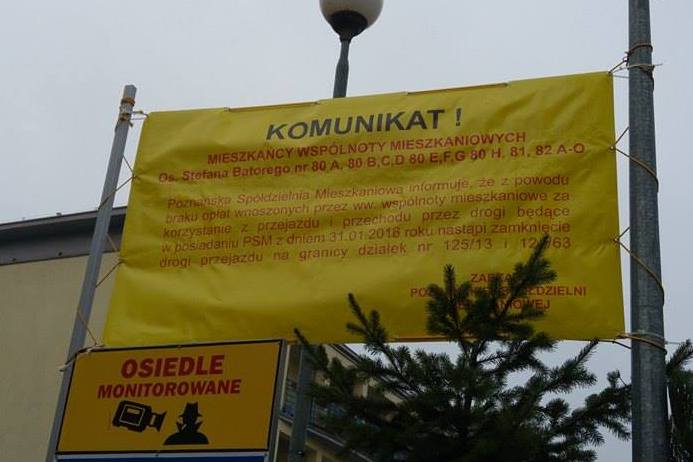 KOMUNIKAT !
MIESZKAŃCY WSPÓLNOTY MIESZKANIOWYCH
Os. Stefana Batorego nr 80 A, 80 B,C,D 80 E,F,G 80 H, 81, 82 A-O
Poznańska Spółdzielnia Mieszkaniowa informuje, że z powodu
braku opłat wnoszonych przez ww. wspólnoty mieszkaniowe za
korzystanie z przejazdu i przechodu przez drogi będące
w posiadaniu PSM z dniem 31.01.2018 roku nastąpi zamknięcie
drogi przejazdu na granicy działek nr 125/13 i
OSIEDLE
MONITOROWANE